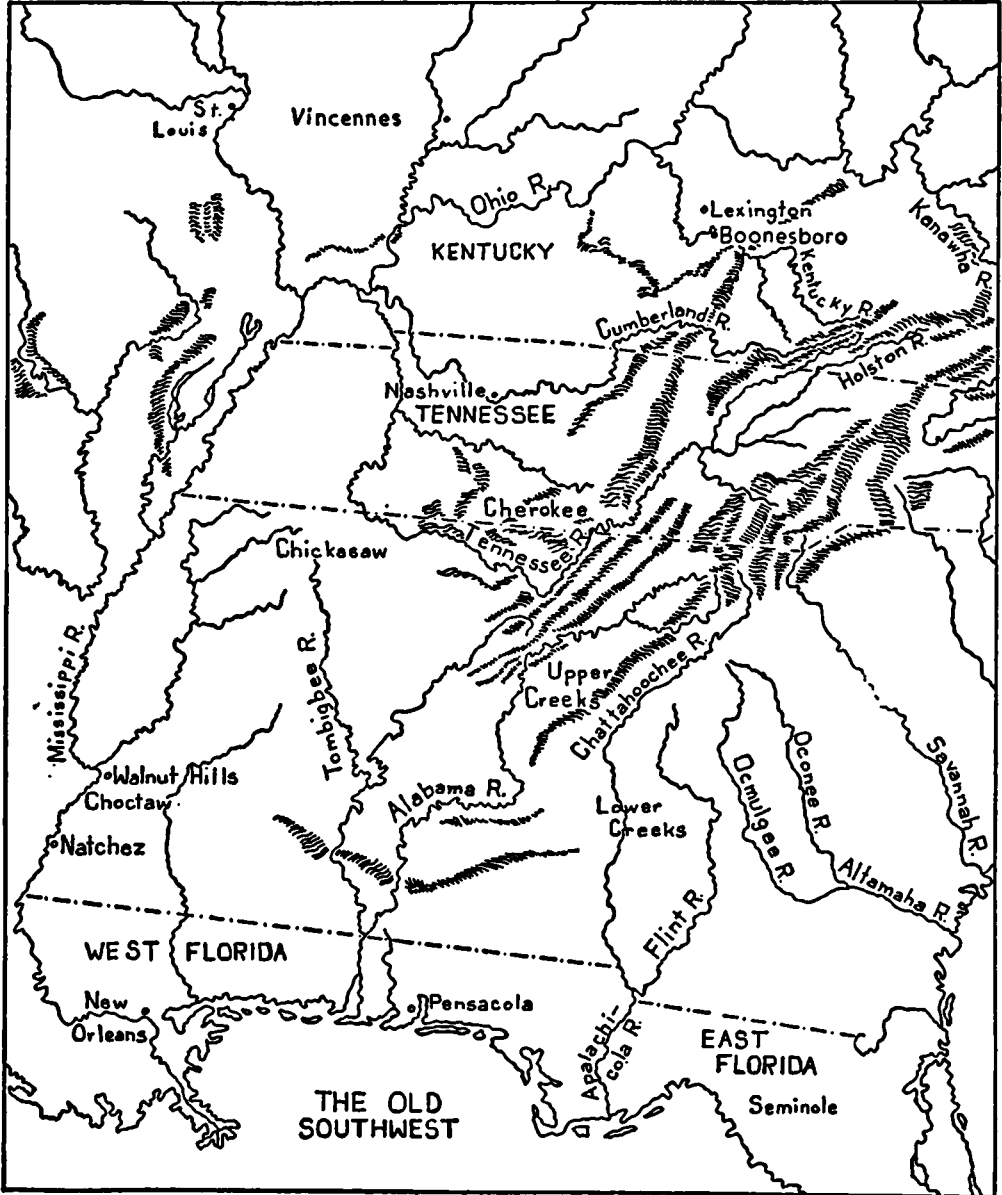 St.
Louis
Vincennes
Ohio R.
Lexington
Boonesboro
Kanawha R.
KENTUCKY
Kentucky R.
Cumberland R.
Holston R.
Nashville
TENNESSEE
Cherokee
Tennessee R.
Chickasaw
Mississippi R.
Tombigbee R.
Upper
Creeks
Chattahoochee R.
Walnut Hills
Choctaw
Alabama R.
Lower
Creeks
Ocmulgee R.
Oconee R.
Savannah R.
Natchez
Altamaha R.
Flint R.
WEST FLORIDA
New
Orleans
Pensacola
Apalachi-
cola R.
EAST
FLORIDA
Seminole
THE OLD
SOUTHWEST